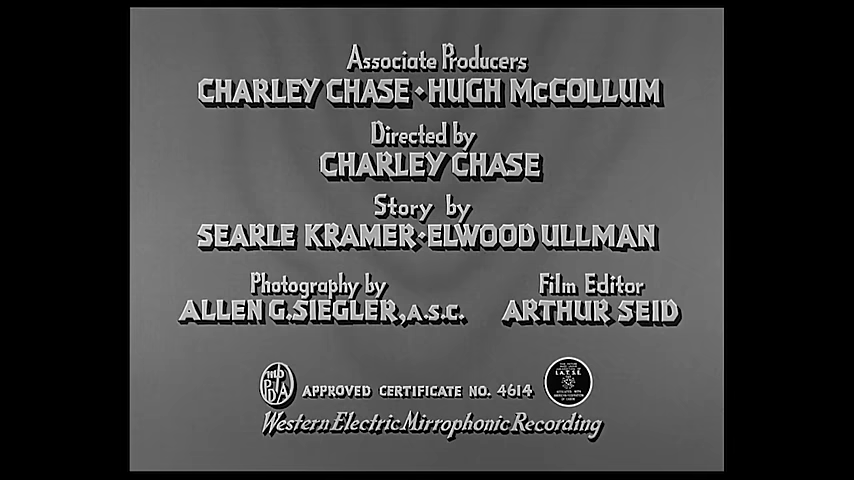 Associate Producers
CHARLEY CHASE · HUGH McCOLLUM
Directed by
CHARLEY CHASE
Story by
SEARLE KRAMER · ELWOOD ULLMAN
Photography by
ALLEN G. SIEGLER, A.S.C.
Film Editor
ARTHUR SEID
APPROVED CERTIFICATE NO. 4614
I.A.T.S.E.
Western Electric Mirrophonic Recording